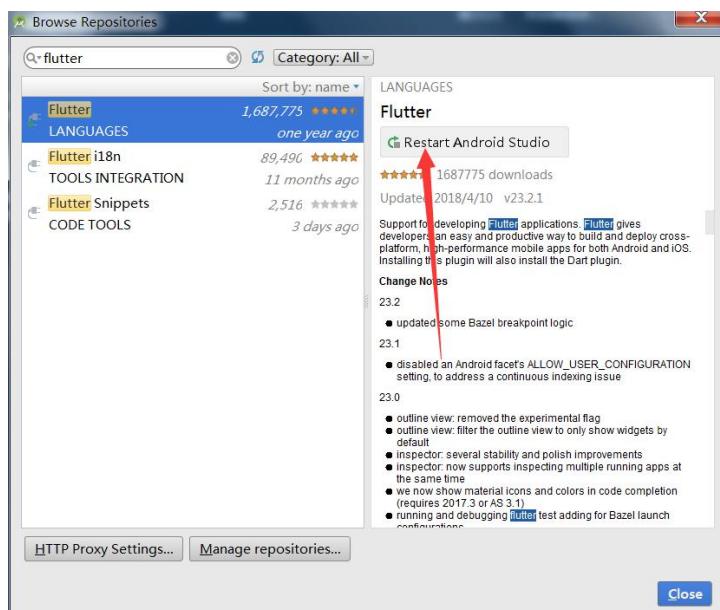 Browse Repositories
flutter
Category: All
Sort by: name
Flutter 1,687,775
LANGUAGES one year ago
Flutter i18n 89,490
TOOLS INTEGRATION 11 months ago
Flutter Snippets 2,516
CODE TOOLS 3 days ago
LANGUAGES
Flutter
Restart Android Studio
1687775 downloads
Updated 2018/4/10 v23.2.1
Support for developing Flutter applications. Flutter gives
developers an easy and productive way to build and deploy cross-
platform, high-performance mobile apps for both Android and iOS.
Installing this plugin will also install the Dart plugin.
Change Notes
23.2
updated some Bazel breakpoint logic
23.1
disabled an Android facet's ALLOW_USER_CONFIGURATION
setting, to address a continuous indexing issue
23.0
outline view: removed the experimental flag
outline view: filter the outline view to only show widgets by
default
inspector: several stability and polish improvements
inspector: now supports inspecting multiple running apps at
the same time
we now show material icons and colors in code completion
(requires 2017.3 or AS 3.1)
running and debugging flutter test adding for Bazel launch
configurations
HTTP Proxy Settings...
Manage repositories...
Close